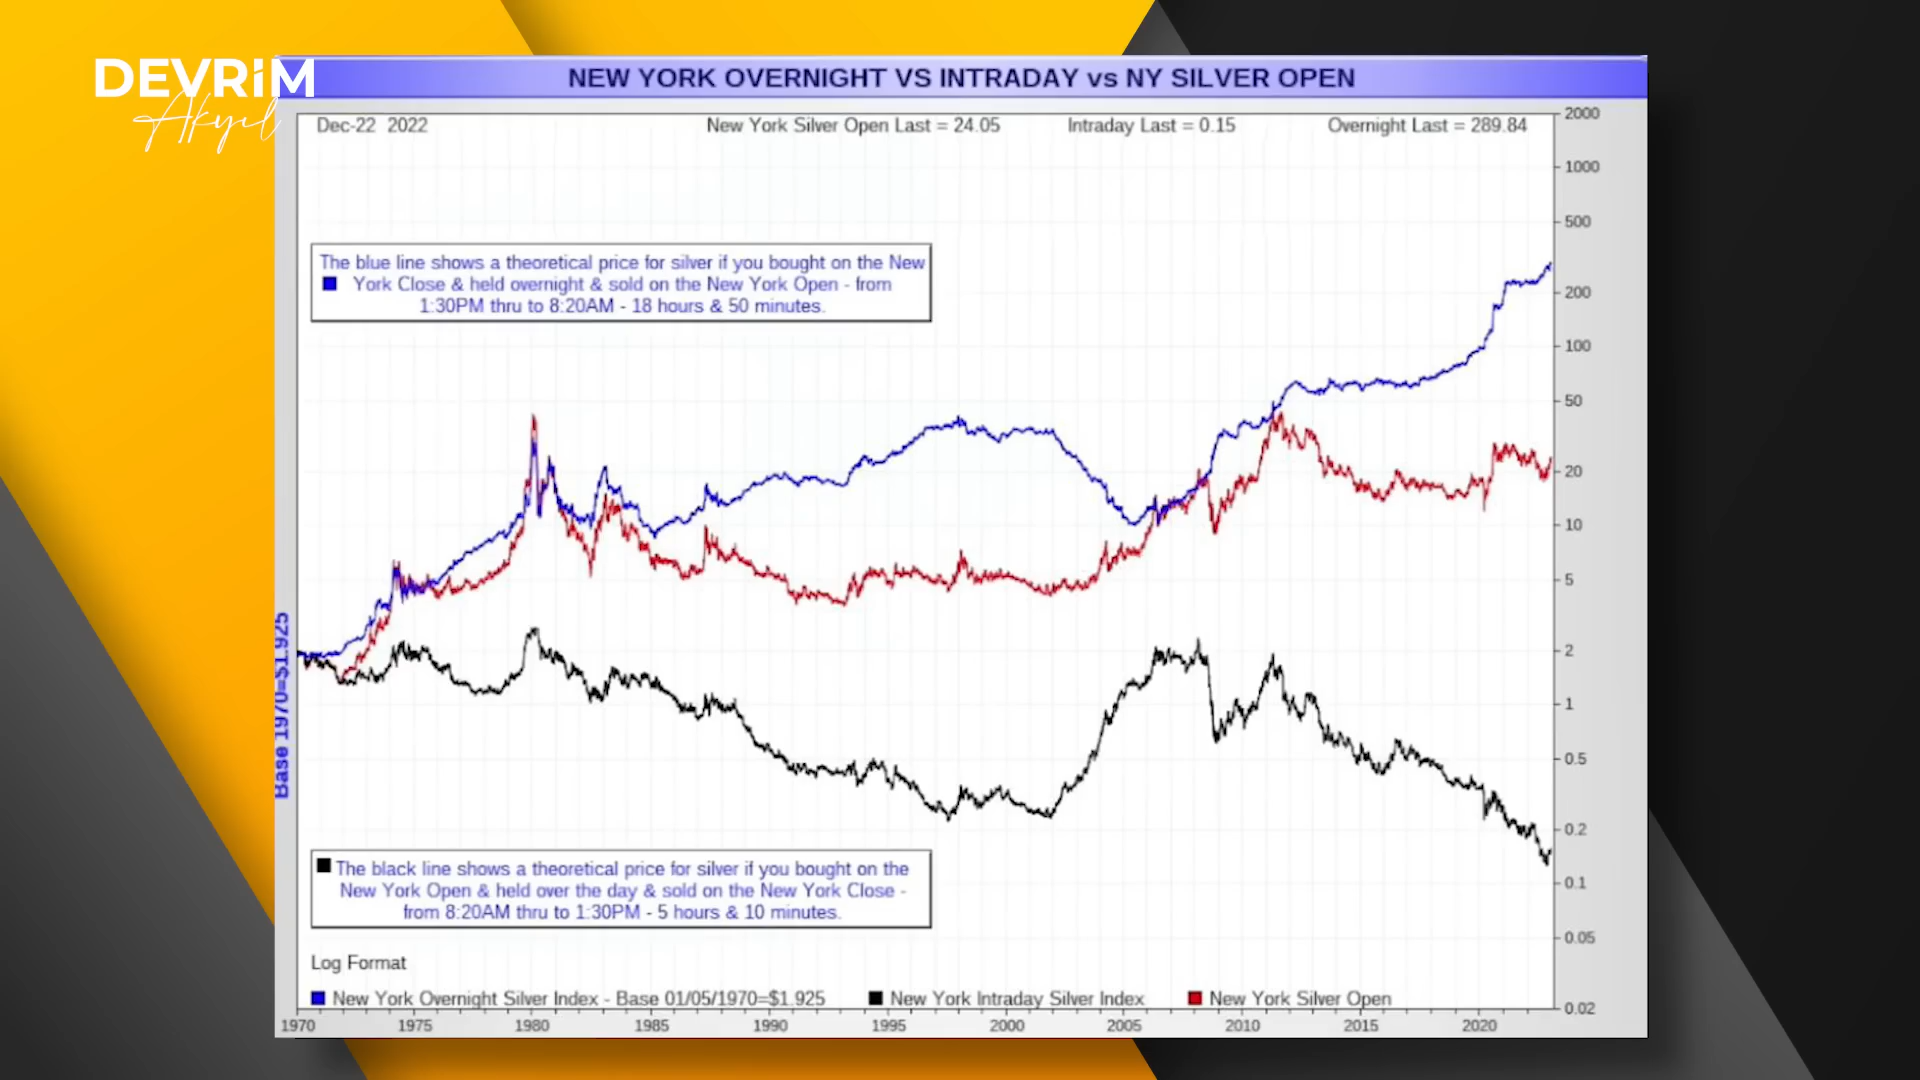 DEVRİM
Akyıl
NEW YORK OVERNIGHT VS INTRADAY vs NY SILVER OPEN
Dec-22 2022
New York Silver Open Last = 24.05
Intraday Last = 0.15
Overnight Last = 289.84
The blue line shows a theoretical price for silver if you bought on the New
York Close & held overnight & sold on the New York Open - from
1:30PM thru to 8:20AM - 18 hours & 50 minutes.
2000
1000
500
200
100
50
20
10
5
2
1
0.5
0.2
0.1
0.05
0.02
Base 1970=$1.925
The black line shows a theoretical price for silver if you bought on the
New York Open & held over the day & sold on the New York Close -
from 8:20AM thru to 1:30PM - 5 hours & 10 minutes.
Log Format
New York Overnight Silver Index - Base 01/05/1970=$1.925
New York Intraday Silver Index
New York Silver Open
1970
1975
1980
1985
1990
1995
2000
2005
2010
2015
2020